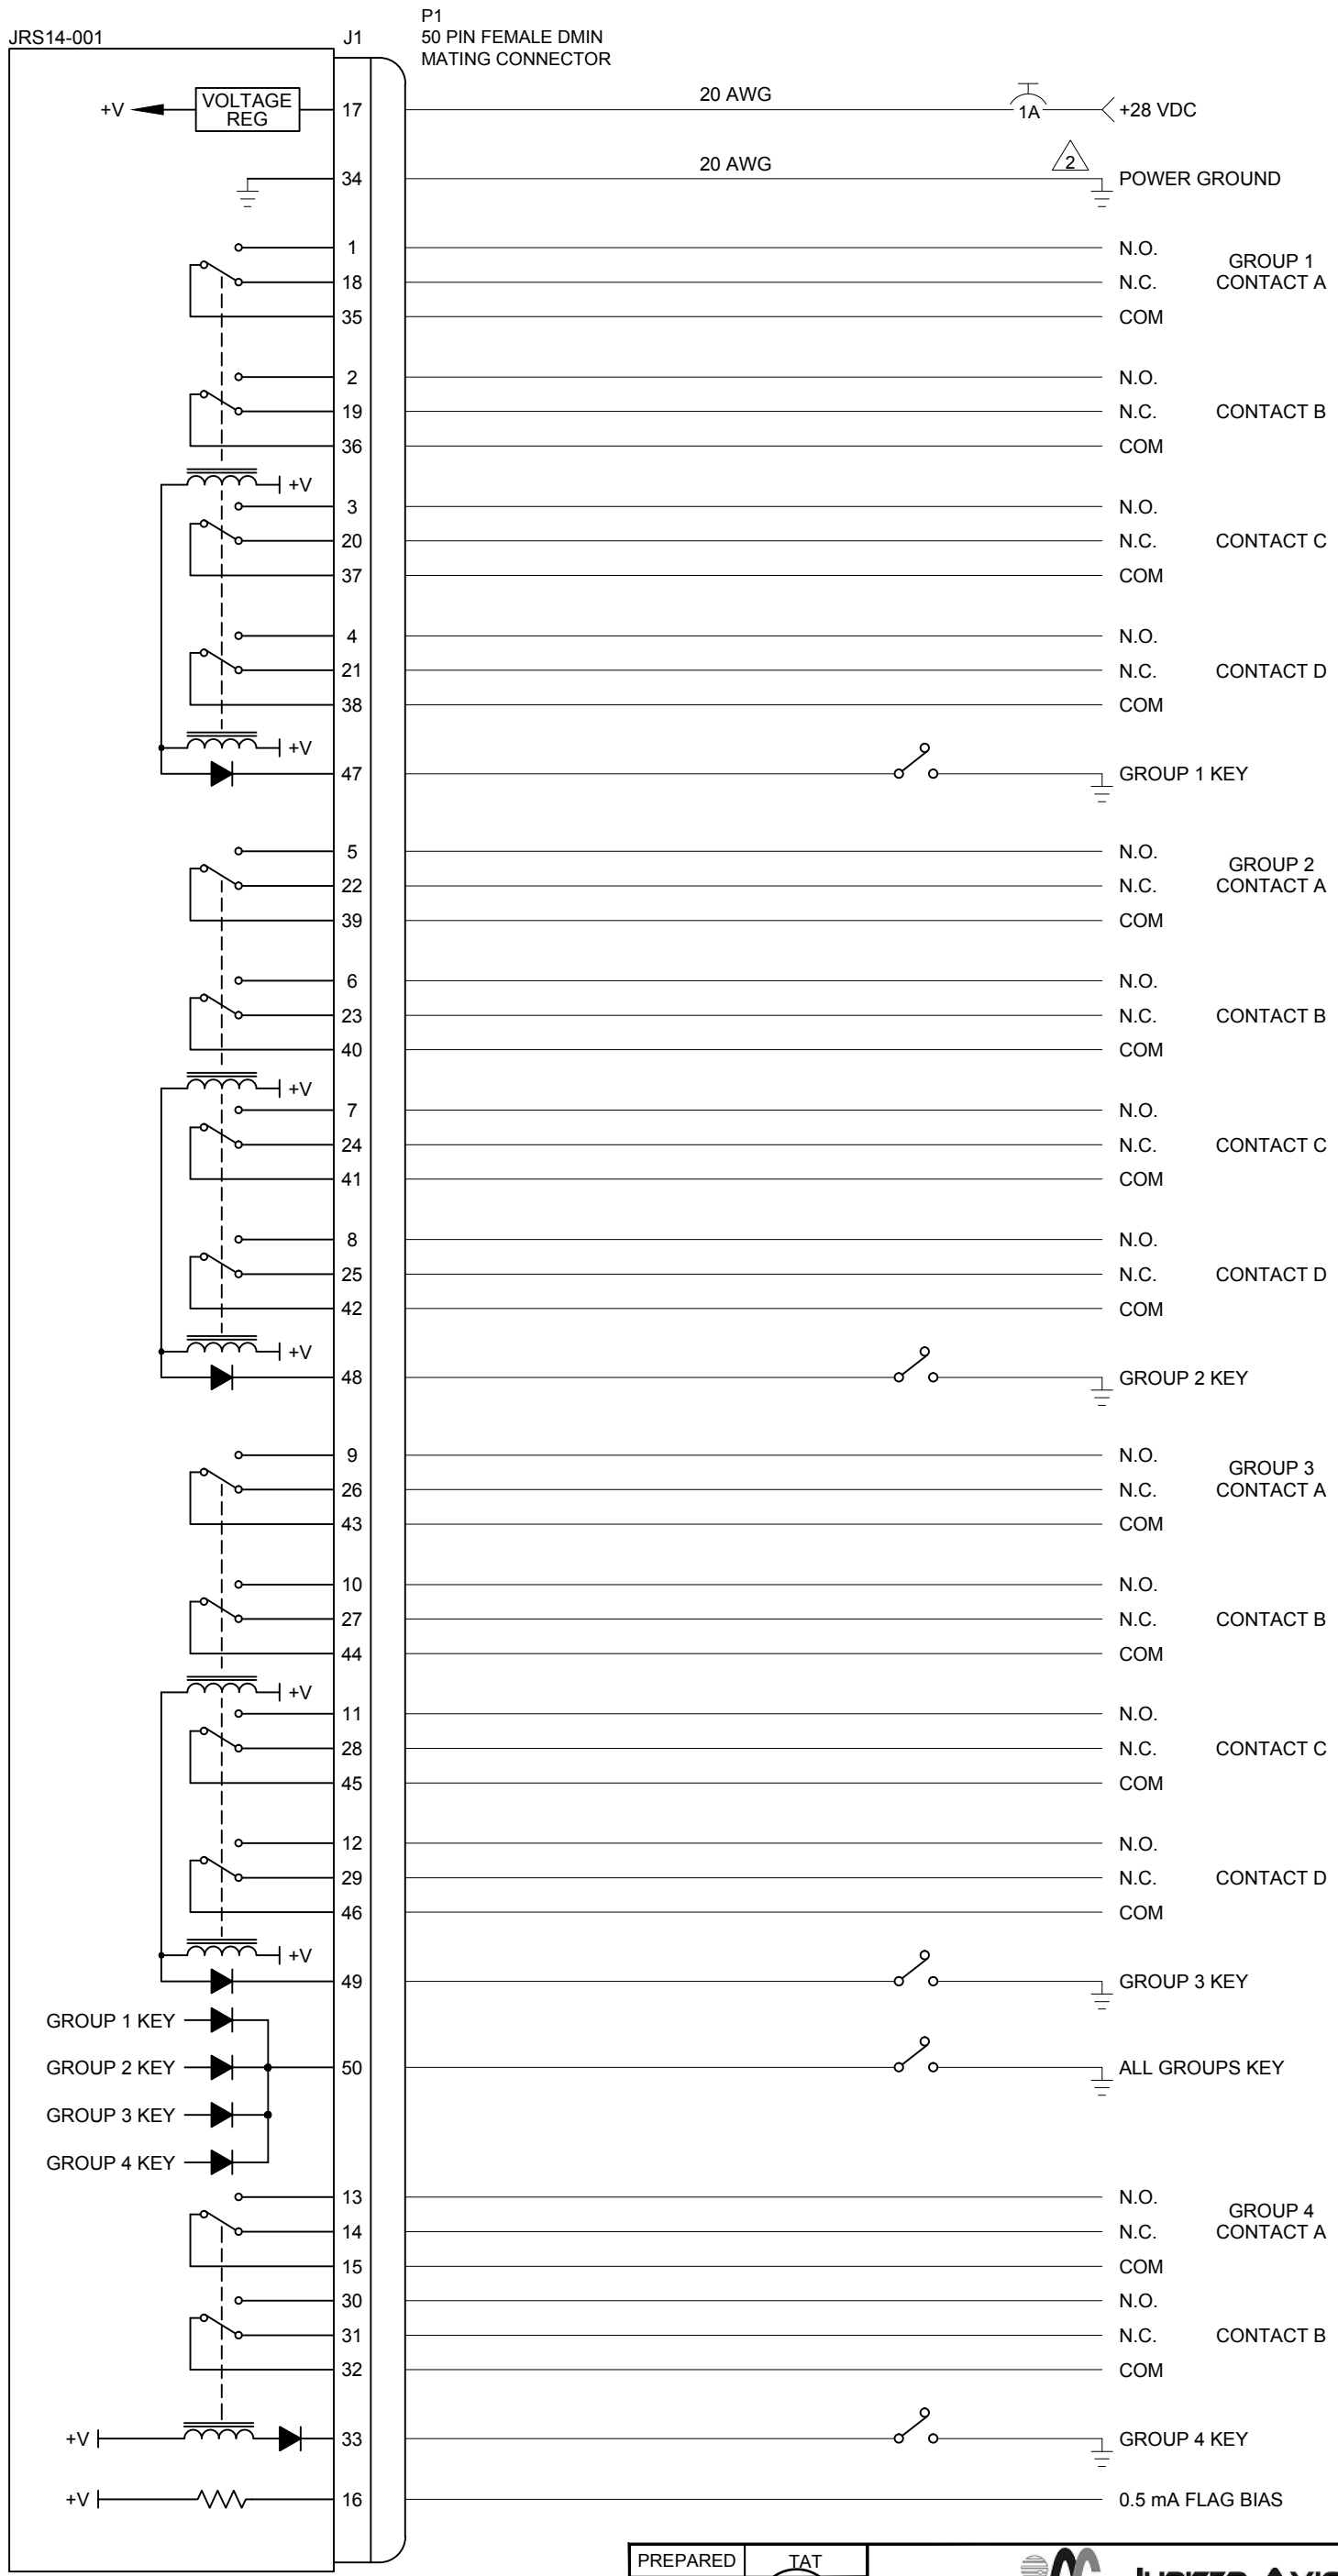 P1
JRS14-001 J1 50 PIN FEMALE DMIN
MATING CONNECTOR
+V VOLTAGE REG 17 20 AWG 1A +28 VDC
34 20 AWG 2 POWER GROUND
1 N.O. GROUP 1
18 N.C. CONTACT A
35 COM
2 N.O.
19 N.C. CONTACT B
36 COM
+V
3 N.O.
20 N.C. CONTACT C
37 COM
4 N.O.
21 N.C. CONTACT D
38 COM
+V
47 GROUP 1 KEY
5 N.O. GROUP 2
22 N.C. CONTACT A
39 COM
6 N.O.
23 N.C. CONTACT B
40 COM
+V
7 N.O.
24 N.C. CONTACT C
41 COM
8 N.O.
25 N.C. CONTACT D
42 COM
+V
48 GROUP 2 KEY
9 N.O. GROUP 3
26 N.C. CONTACT A
43 COM
10 N.O.
27 N.C. CONTACT B
44 COM
+V
11 N.O.
28 N.C. CONTACT C
45 COM
12 N.O.
29 N.C. CONTACT D
46 COM
+V
49 GROUP 3 KEY
GROUP 1 KEY
GROUP 2 KEY 50 ALL GROUPS KEY
GROUP 3 KEY
GROUP 4 KEY
13 N.O. GROUP 4
14 N.C. CONTACT A
15 COM
30 N.O.
31 N.C. CONTACT B
32 COM
+V 33 GROUP 4 KEY
+V 16 0.5 mA FLAG BIAS
PREPARED TAT